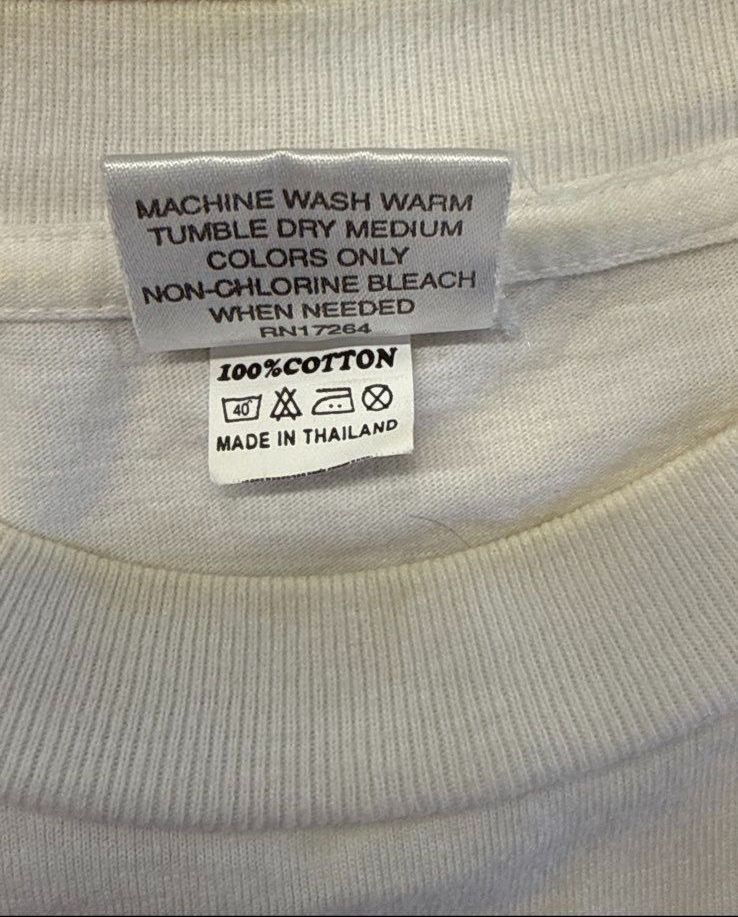 MACHINE WASH WARM
TUMBLE DRY MEDIUM
COLORS ONLY
NON-CHLORINE BLEACH
WHEN NEEDED
RN17264
100%COTTON
40°
MADE IN THAILAND